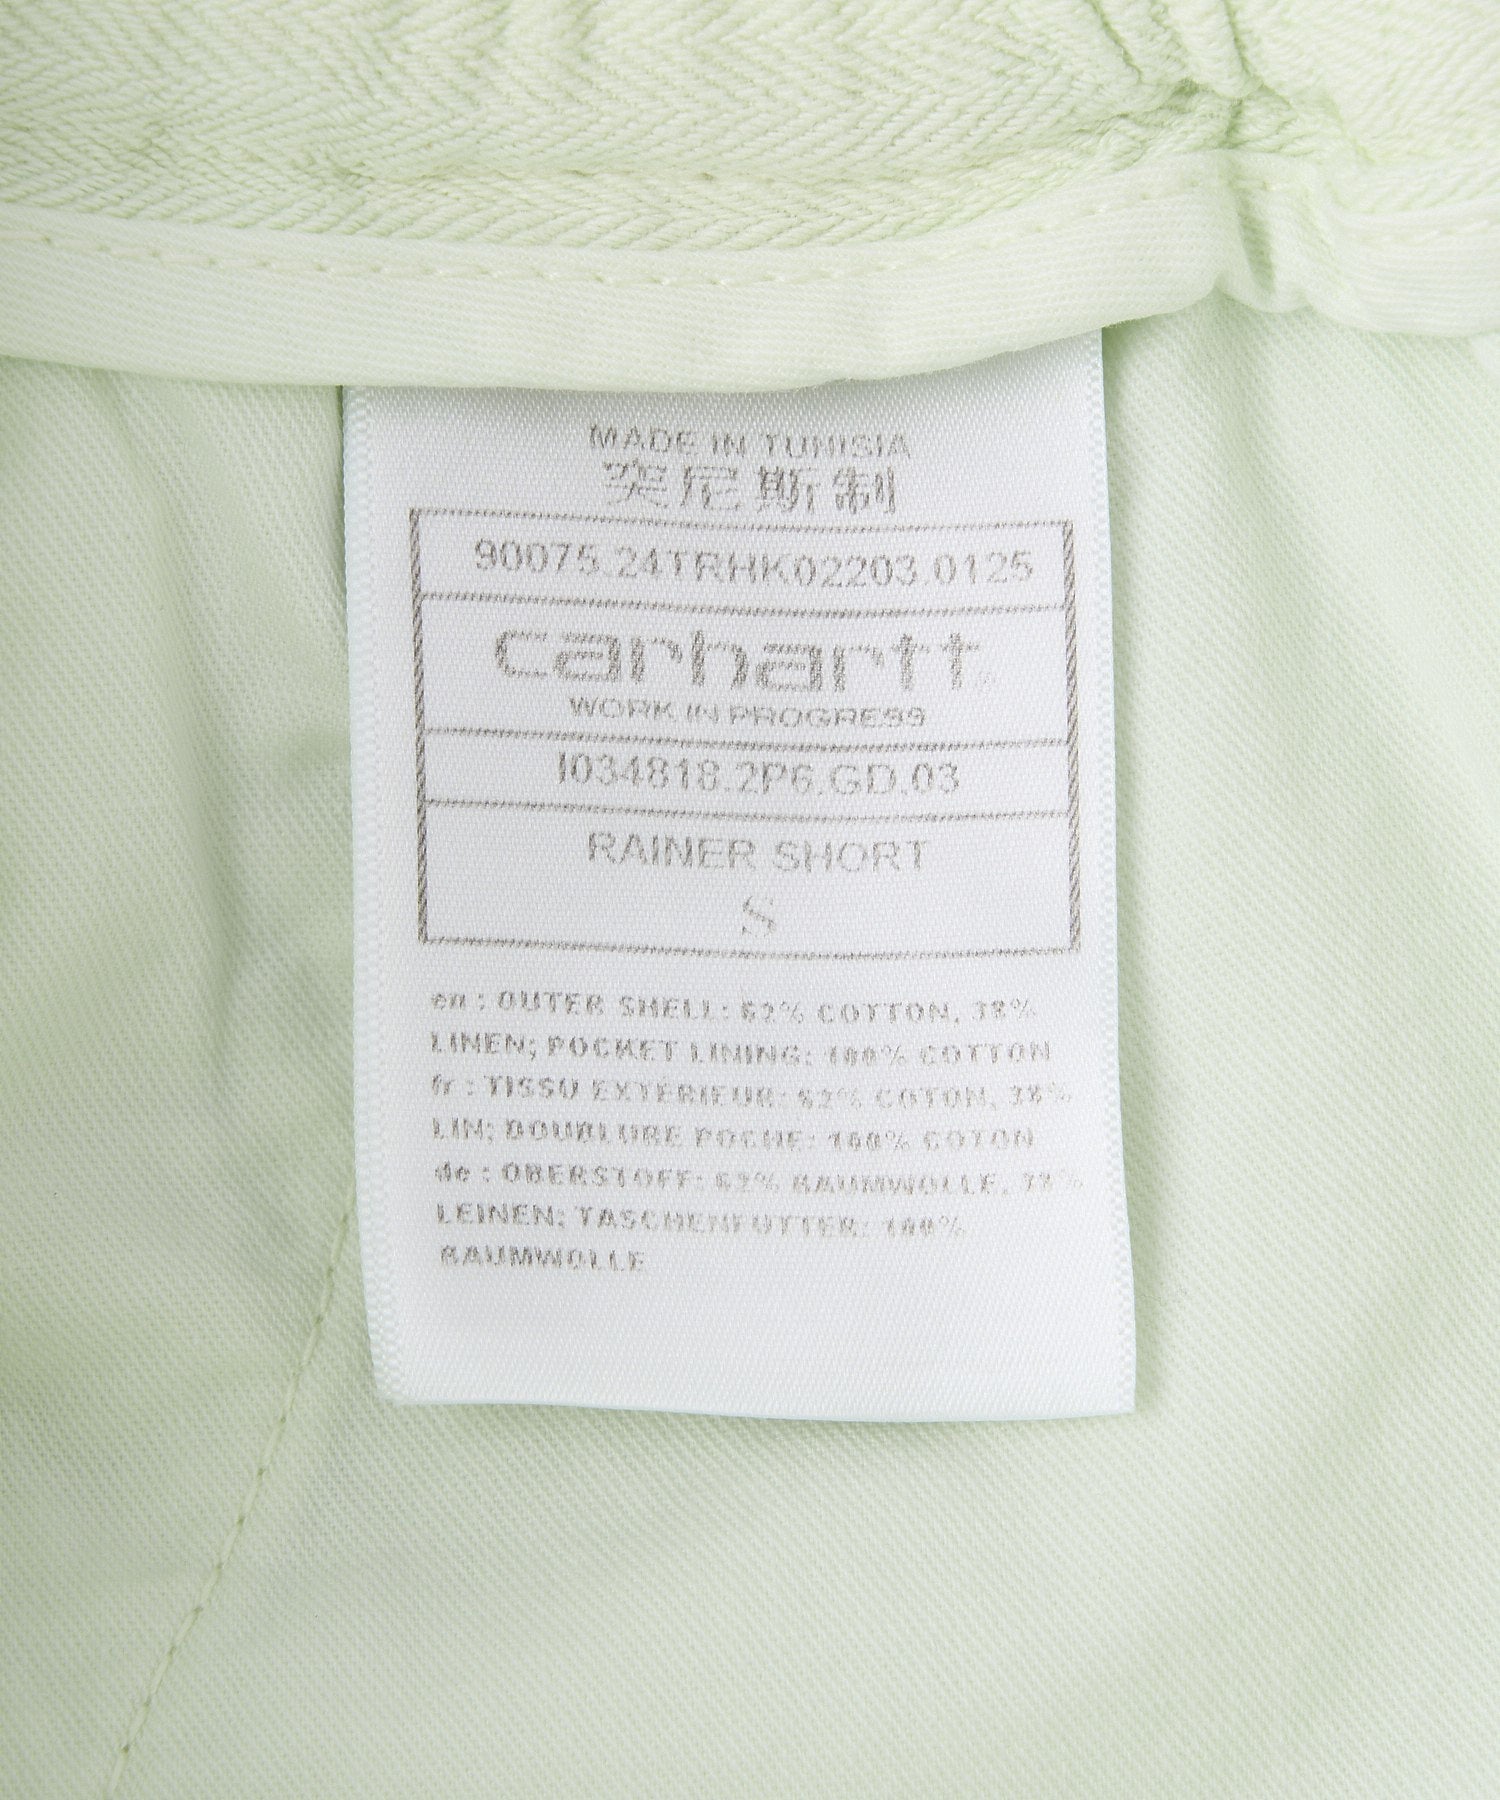 MADE IN TUNISIA
突尼斯制
90075.24TRHK02203.0125
carhartt
WORK IN PROGRESS
I034818.2P6.GD.03
RAINER SHORT
S
en : OUTER SHELL: 62% COTTON, 38%
LINEN; POCKET LINING: 100% COTTON
fr : TISSU EXTÉRIEUR: 62% COTON, 38%
LIN; DOUBLURE POCHE: 100% COTON
de : OBERSTOFF: 62% BAUMWOLLE, 38%
LEINEN; TASCHENFUTTER: 100%
BAUMWOLLE